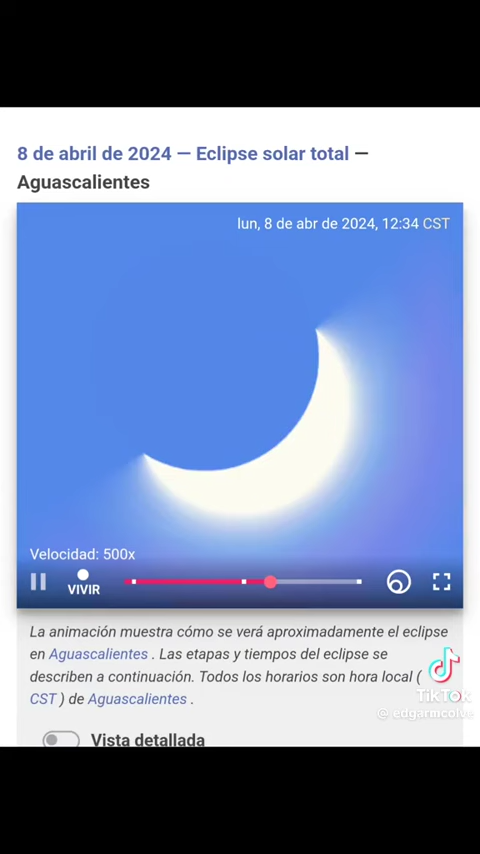 8 de abril de 2024 — Eclipse solar total —
Aguascalientes
lun, 8 de abr de 2024, 12:34 CST
Velocidad: 500x
VIVIR
La animación muestra cómo se verá aproximadamente el eclipse
en Aguascalientes . Las etapas y tiempos del eclipse se
describen a continuación. Todos los horarios son hora local (
CST ) de Aguascalientes .
TikTok
Vista detallada